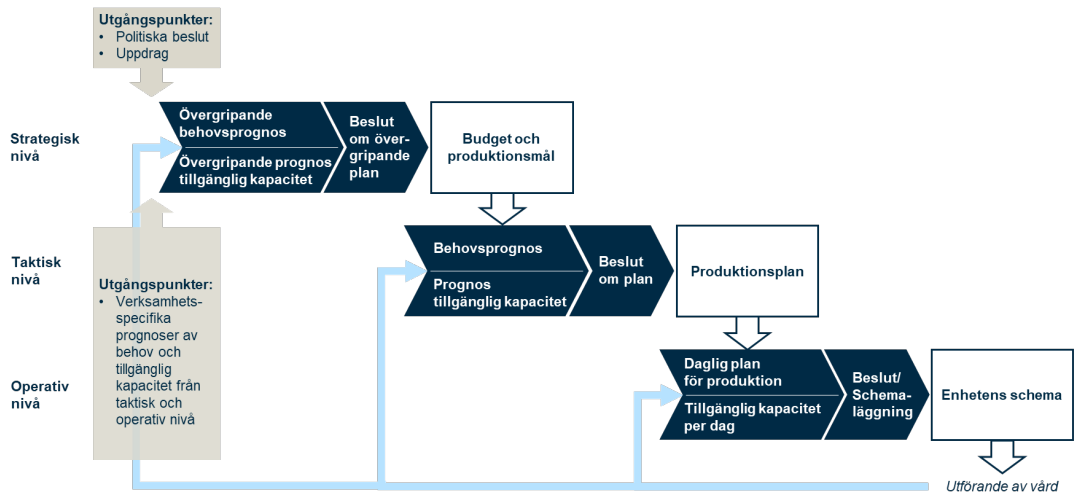 Utgångspunkter:
• Politiska beslut
• Uppdrag
Strategisk
nivå
Övergripande
behovsprognos
Övergripande prognos
tillgänglig kapacitet
Beslut
om över-
gripande
plan
Budget och
produktionsmål
Taktisk
nivå
Utgångspunkter:
• Verksamhets-
specifika
prognoser av
behov och
tillgänglig
kapacitet från
taktisk och
operativ nivå
Behovsprognos
Prognos
tillgänglig kapacitet
Beslut
om plan
Produktionsplan
Operativ
nivå
Daglig plan
för produktion
Tillgänglig kapacitet
per dag
Beslut/
Schema-
läggning
Enhetens schema
Utförande av vård